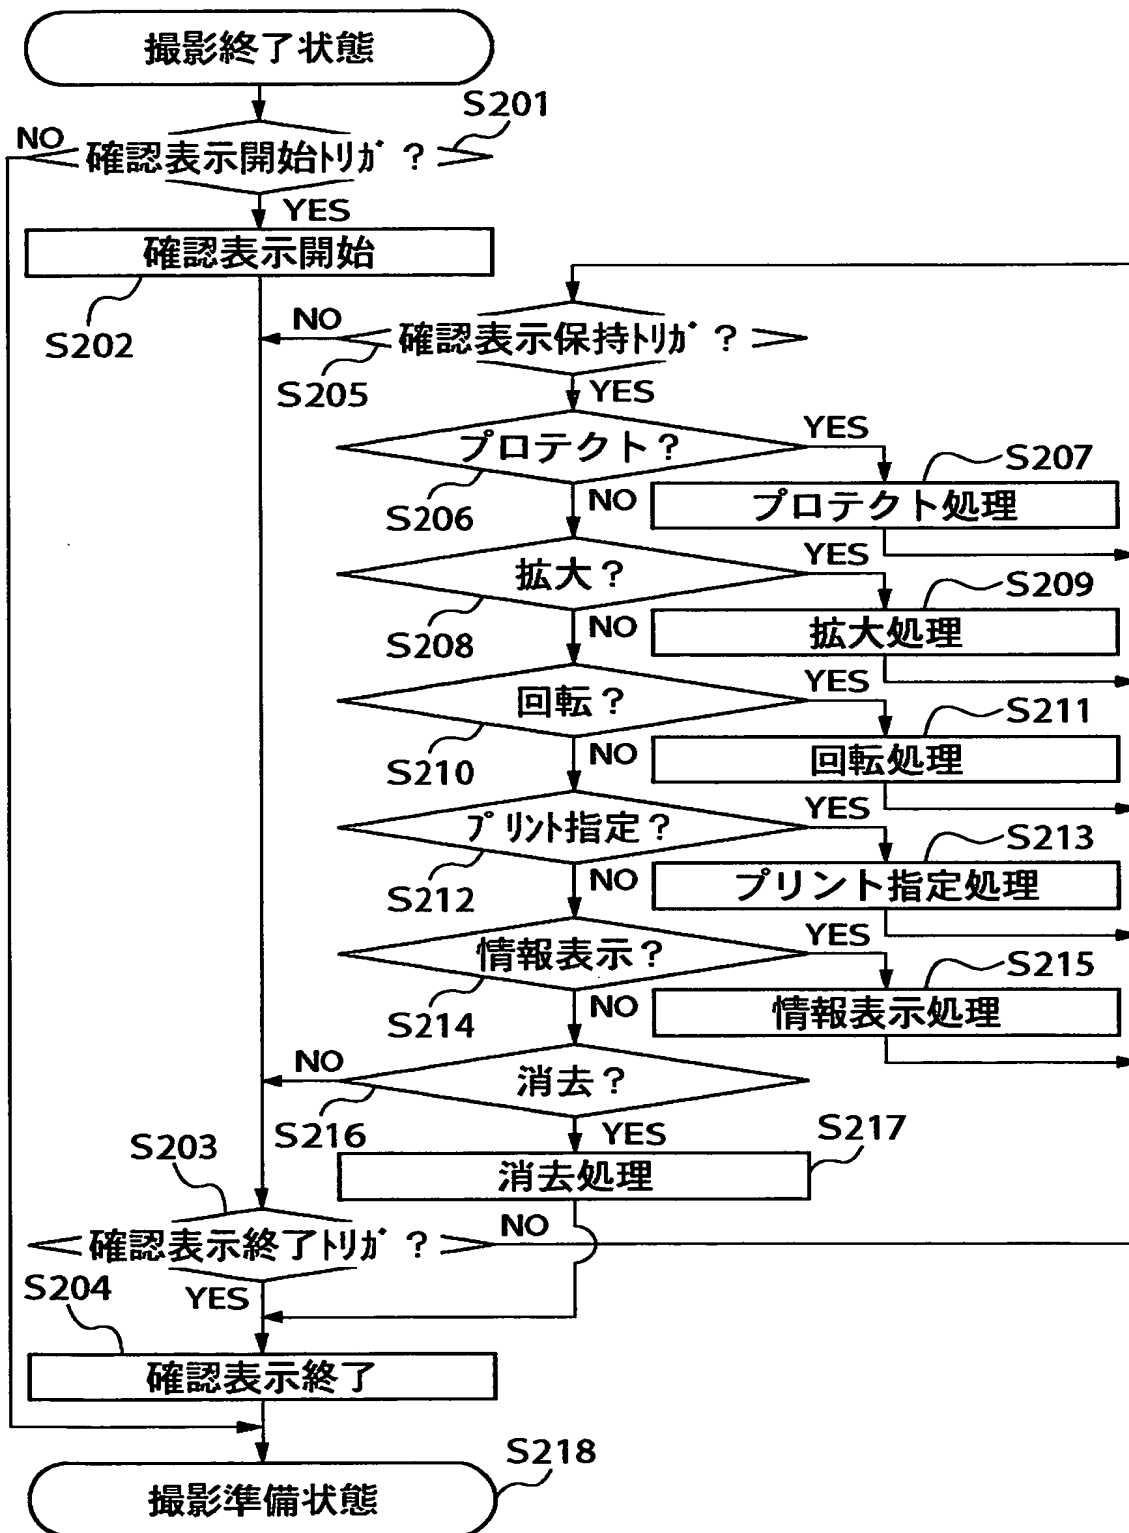 撮影終了状態
S201
NO
確認表示開始ﾄﾘｶﾞ？
YES
確認表示開始
S202
NO
確認表示保持ﾄﾘｶﾞ？
S205
YES
プロテクト？
YES
S206
S207
NO
プロテクト処理
拡大？
YES
S208
S209
NO
拡大処理
回転？
YES
S210
S211
NO
回転処理
ﾌﾟﾘﾝﾄ指定？
YES
S212
S213
NO
プリント指定処理
情報表示？
YES
S214
S215
NO
情報表示処理
NO
消去？
S216
YES
S217
消去処理
S203
確認表示終了ﾄﾘｶﾞ？
NO
YES
S204
確認表示終了
S218
撮影準備状態